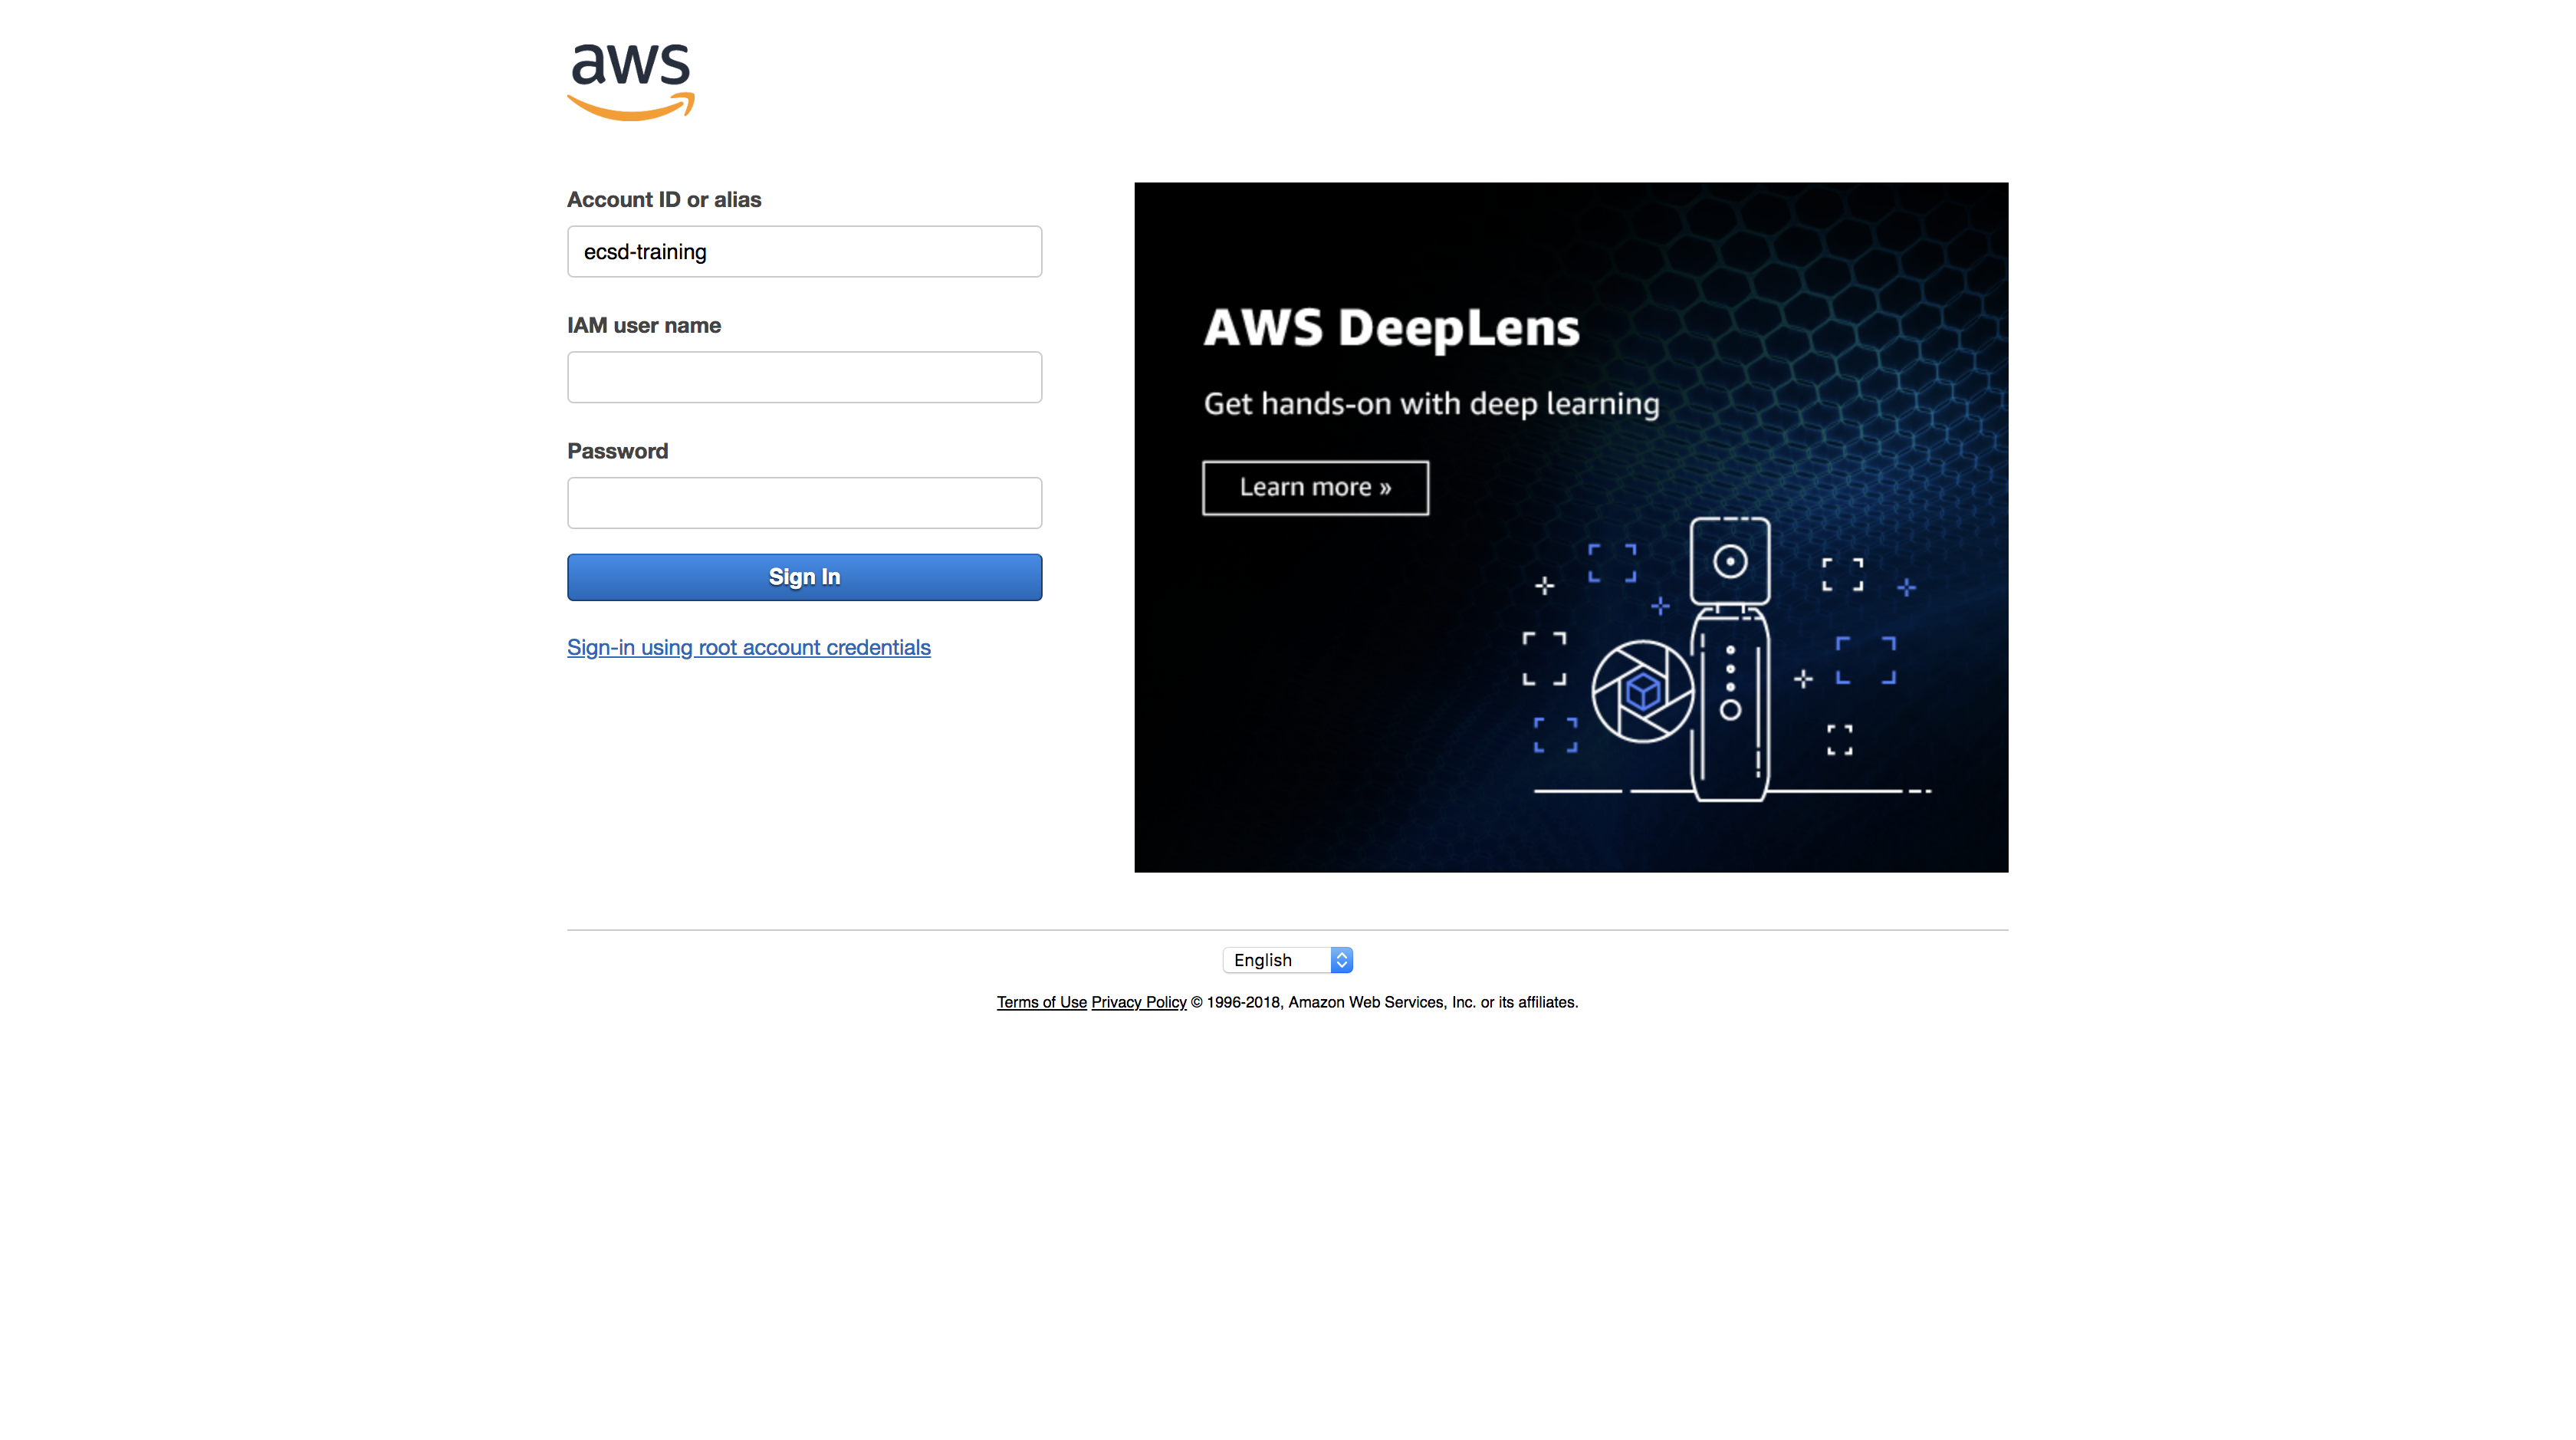 aws
Account ID or alias
ecsd-training
IAM user name
Password
Sign In
Sign-in using root account credentials
AWS DeepLens
Get hands-on with deep learning
Learn more »
English
Terms of Use Privacy Policy © 1996-2018, Amazon Web Services, Inc. or its affiliates.